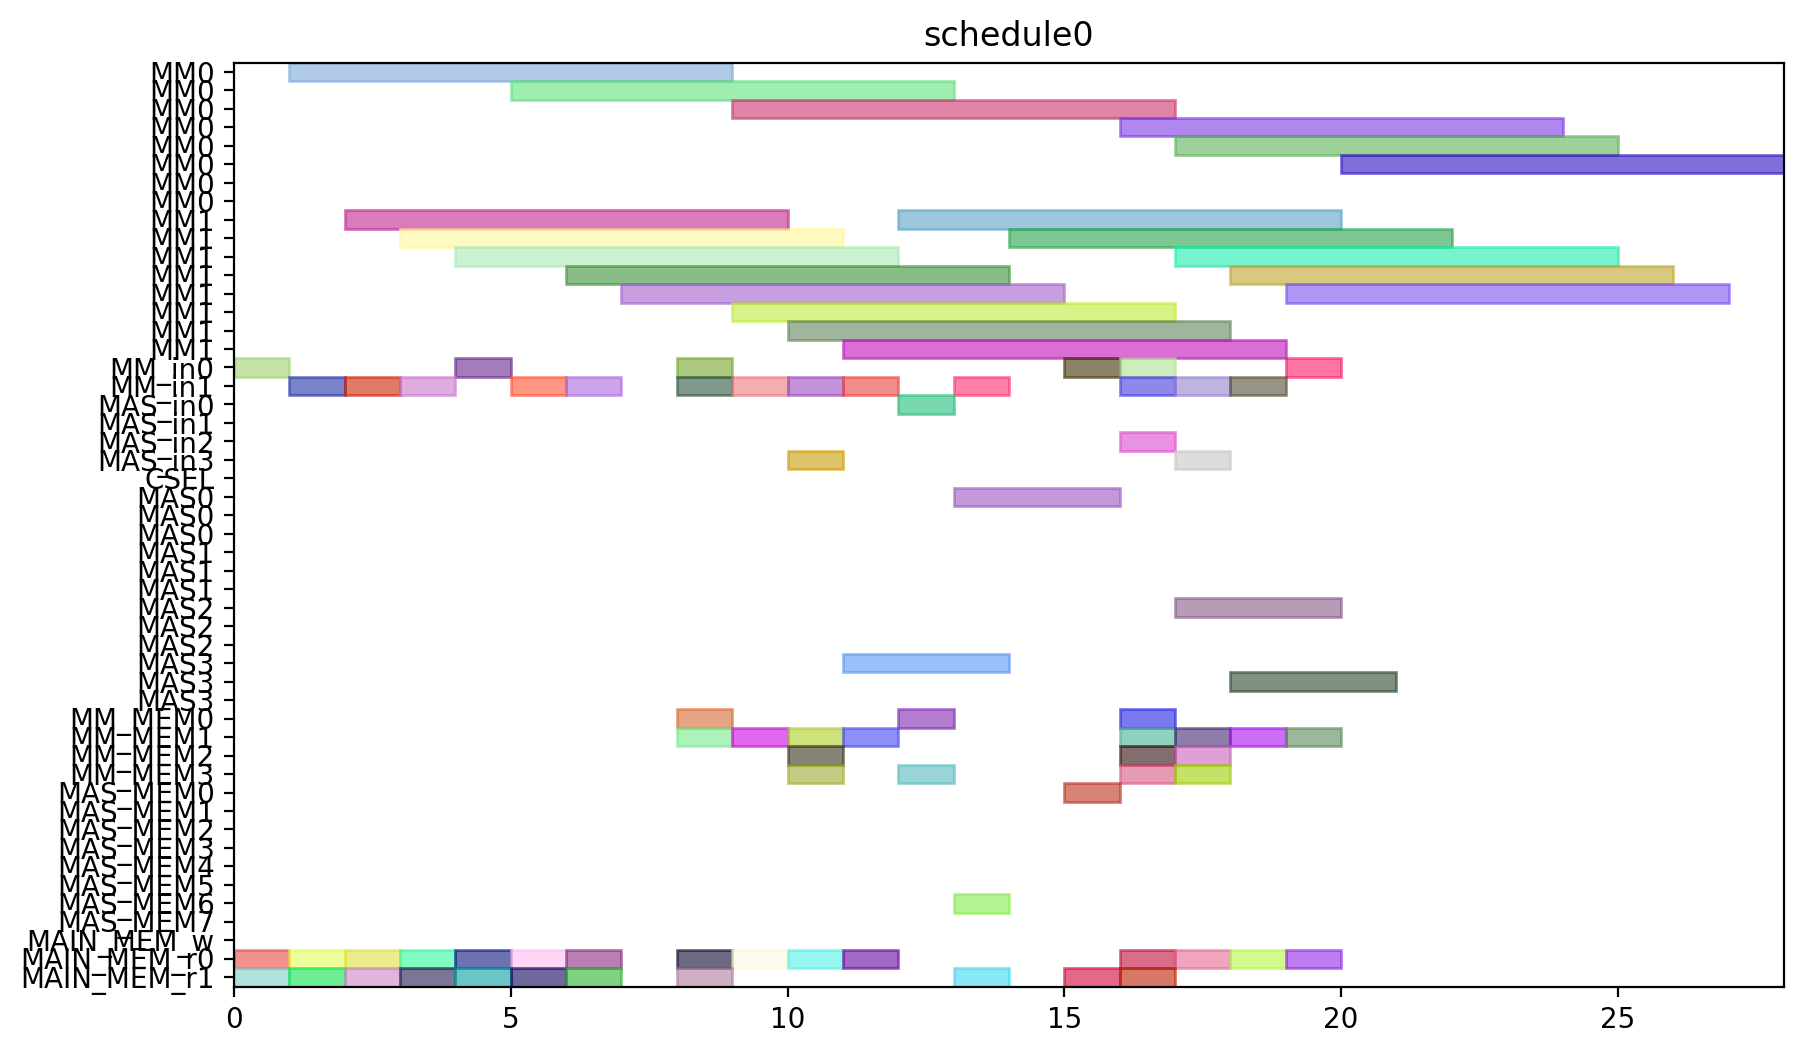 schedule0
MM0
MM0
MM0
MM0
MM0
MM0
MM0
MM0
MM1
MM1
MM1
MM1
MM1
MM1
MM1
MM1
MM_in0
MM_in1
MAS_in0
MAS_in1
MAS_in2
MAS_in3
CSEL
MAS0
MAS0
MAS0
MAS1
MAS1
MAS1
MAS2
MAS2
MAS2
MAS3
MAS3
MAS3
MM_MEM0
MM_MEM1
MM_MEM2
MM_MEM3
MAS_MEM0
MAS_MEM1
MAS_MEM2
MAS_MEM3
MAS_MEM4
MAS_MEM5
MAS_MEM6
MAS_MEM7
MAIN_MEM_w
MAIN_MEM_r0
MAIN_MEM_r1
0 5 10 15 20 25